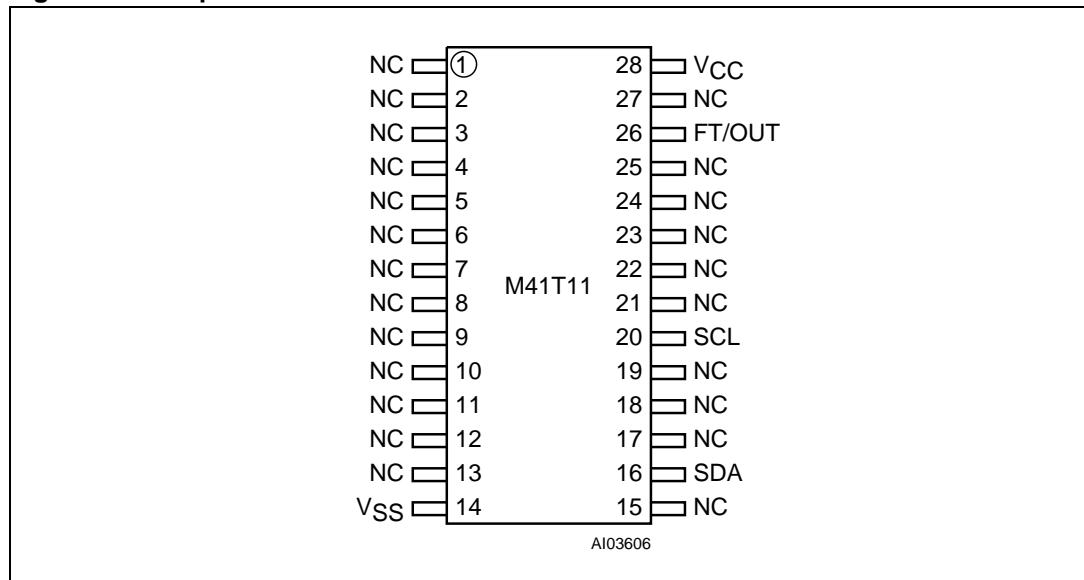 NC 1 28 VCC
NC 2 27 NC
NC 3 26 FT/OUT
NC 4 25 NC
NC 5 24 NC
NC 6 23 NC
NC 7 22 NC
M41T11
NC 8 21 NC
NC 9 20 SCL
NC 10 19 NC
NC 11 18 NC
NC 12 17 NC
NC 13 16 SDA
VSS 14 15 NC
AI03606